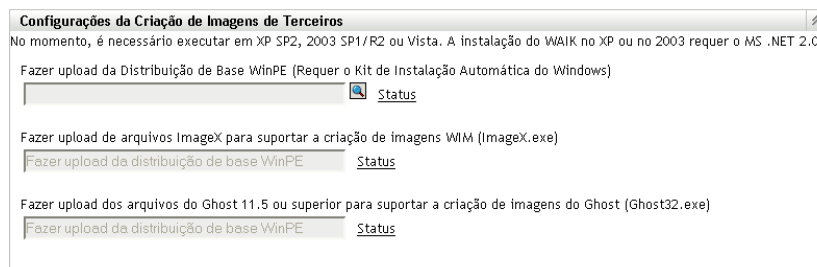 Configurações da Criação de Imagens de Terceiros
No momento, é necessário executar em XP SP2, 2003 SP1/R2 ou Vista. A instalação do WAIK no XP ou no 2003 requer o MS .NET 2.0
Fazer upload da Distribuição de Base WinPE (Requer o Kit de Instalação Automática do Windows)
Status
Fazer upload de arquivos ImageX para suportar a criação de imagens WIM (ImageX.exe)
Fazer upload da distribuição de base WinPE Status
Fazer upload dos arquivos do Ghost 11.5 ou superior para suportar a criação de imagens do Ghost (Ghost32.exe)
Fazer upload da distribuição de base WinPE Status